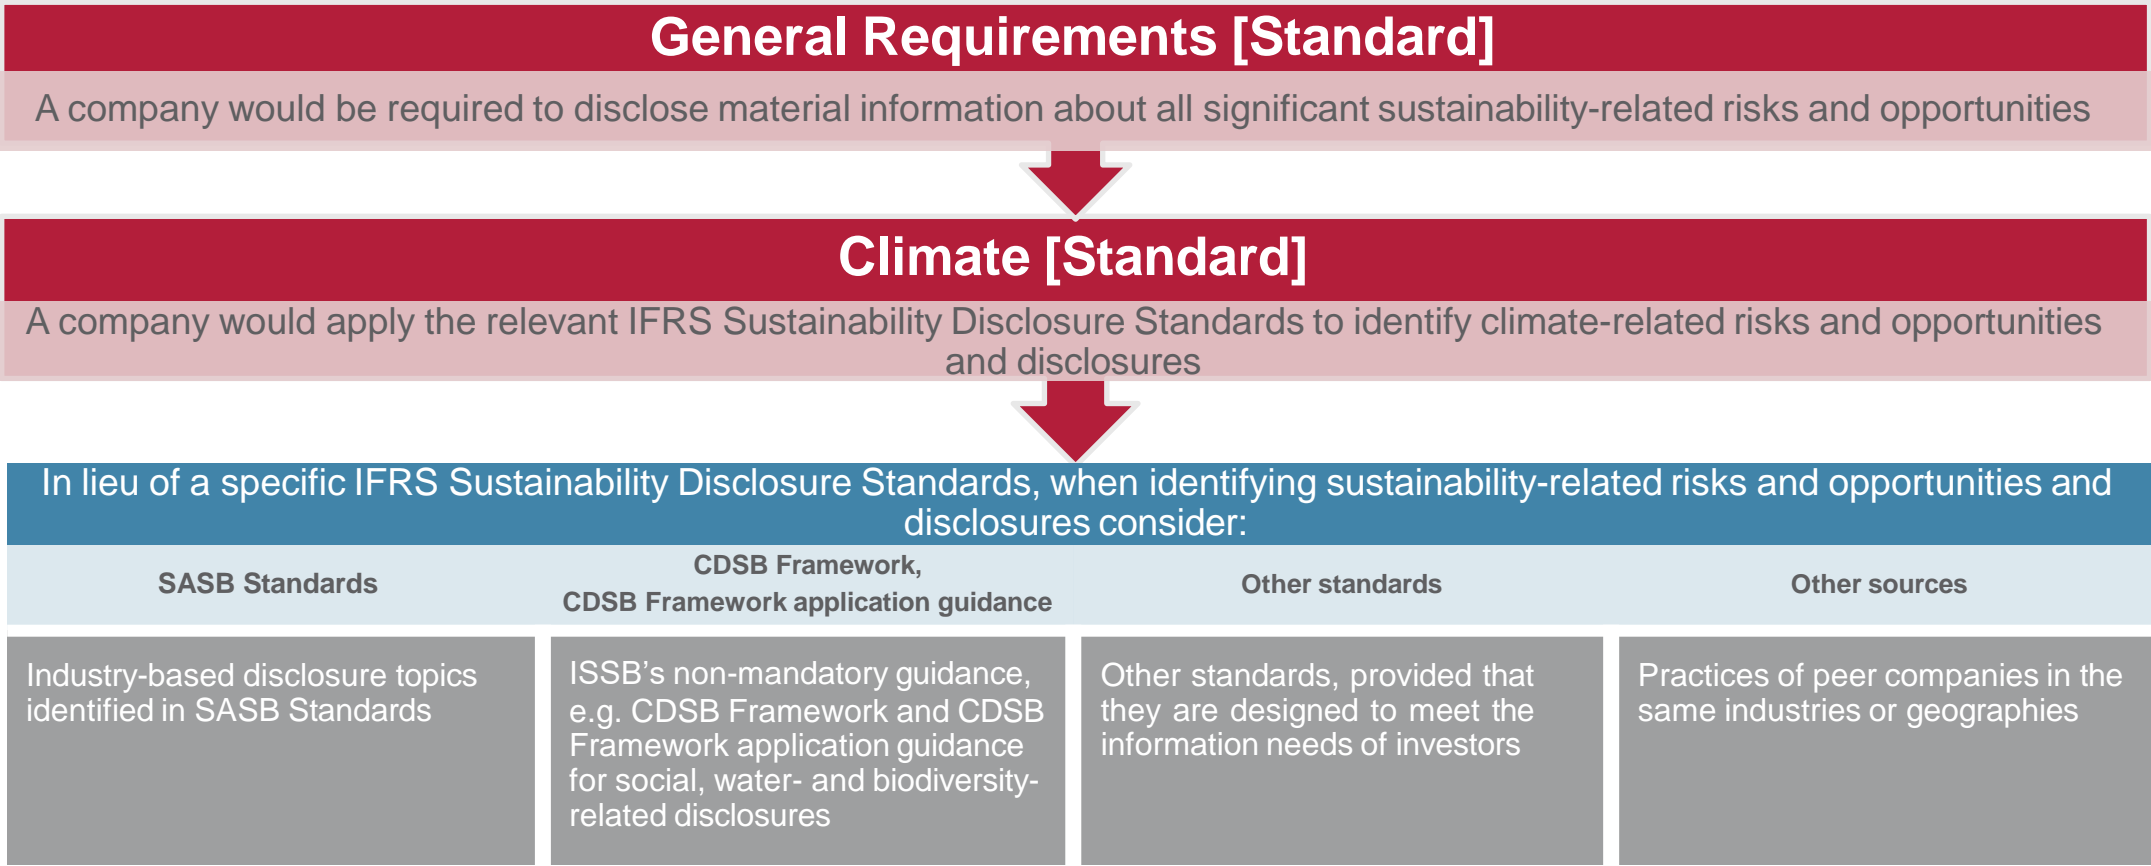 General Requirements [Standard]
A company would be required to disclose material information about all significant sustainability-related risks and opportunities
Climate [Standard]
A company would apply the relevant IFRS Sustainability Disclosure Standards to identify climate-related risks and opportunities
and disclosures
In lieu of a specific IFRS Sustainability Disclosure Standards, when identifying sustainability-related risks and opportunities and
disclosures consider:
SASB Standards
CDSB Framework,
CDSB Framework application guidance
Other standards
Other sources
Industry-based disclosure topics
identified in SASB Standards
ISSB’s non-mandatory guidance,
e.g. CDSB Framework and CDSB
Framework application guidance
for social, water- and biodiversity-
related disclosures
Other standards, provided that
they are designed to meet the
information needs of investors
Practices of peer companies in the
same industries or geographies